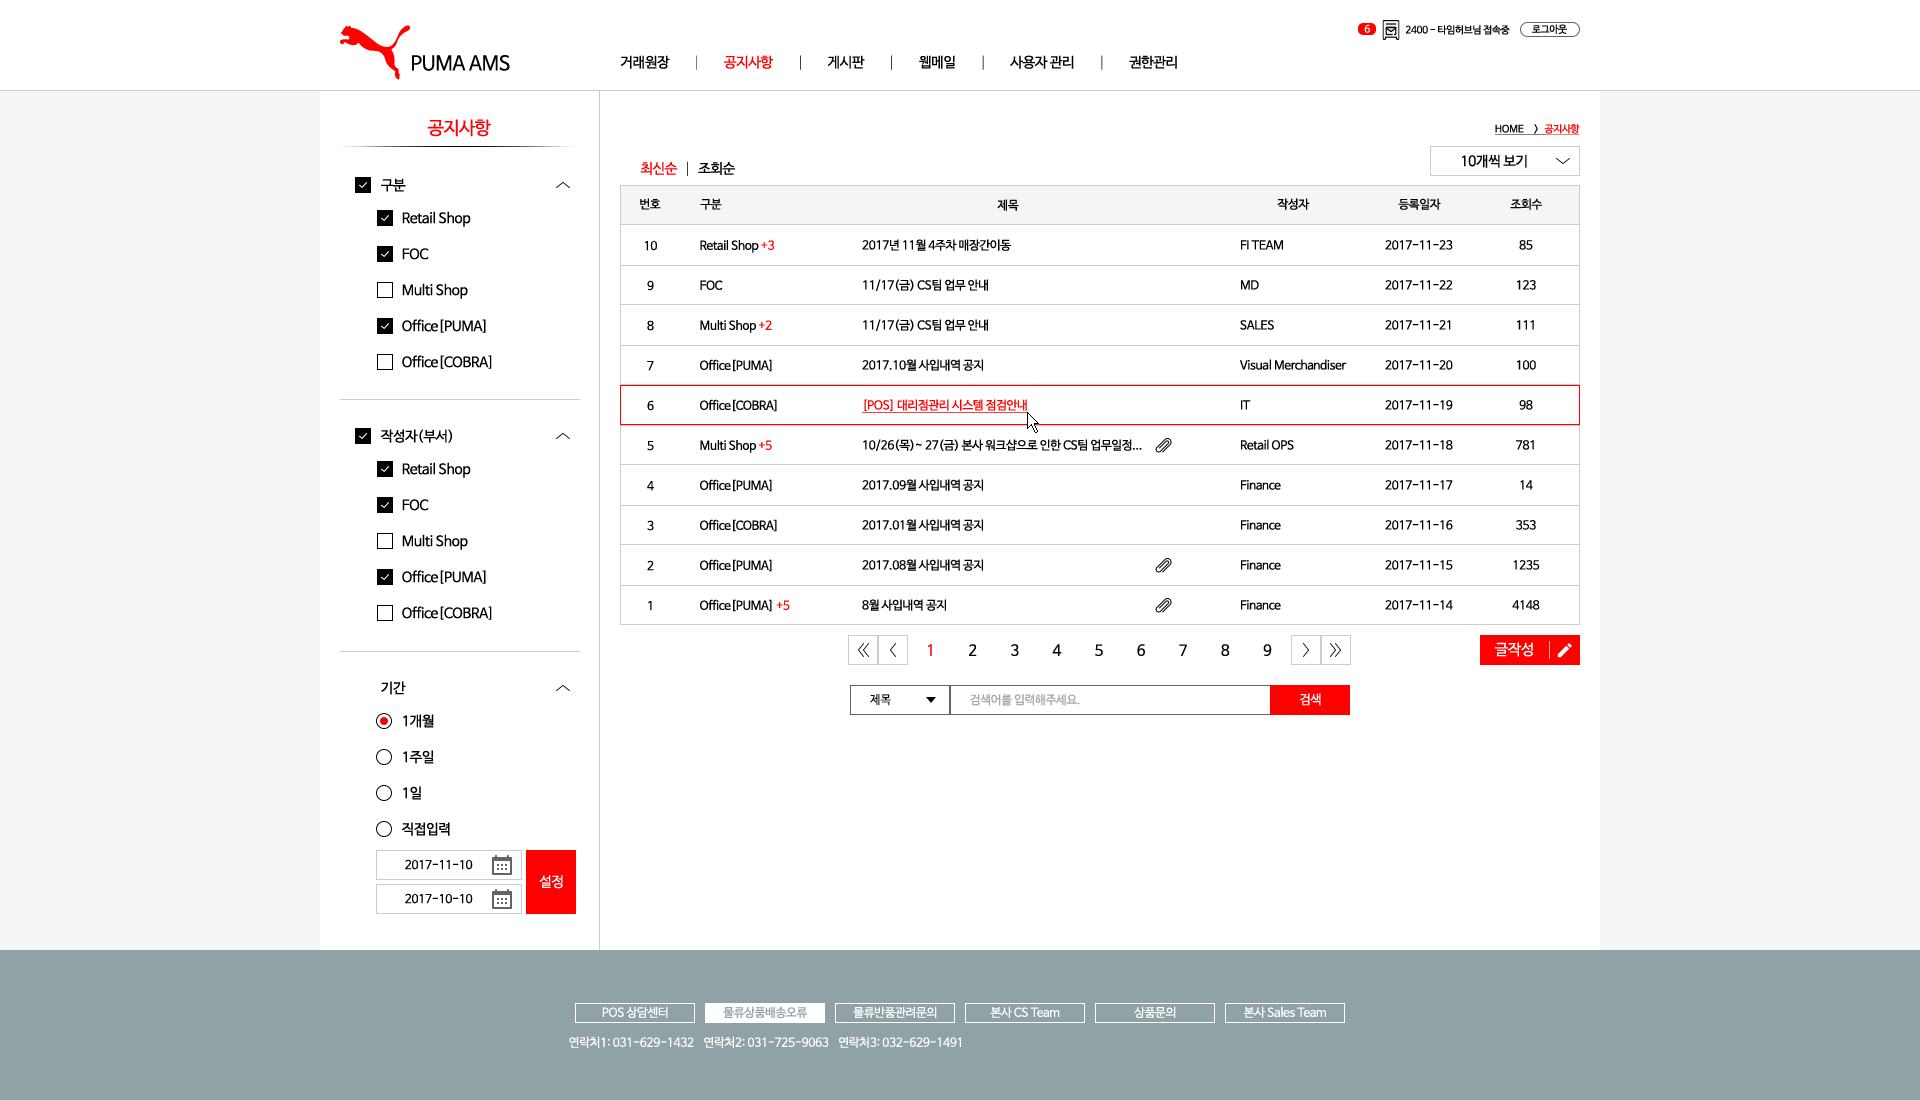 6 2400 - 타임허브님 접속중 로그아웃
PUMA AMS
거래원장 | 공지사항 | 게시판 | 웹메일 | 사용자 관리 | 권한관리
공지사항
구분
Retail Shop
FOC
Multi Shop
Office [PUMA]
Office [COBRA]
작성자(부서)
Retail Shop
FOC
Multi Shop
Office [PUMA]
Office [COBRA]
기간
1개월
1주일
1일
직접입력
2017-11-10
2017-10-10
설정
HOME > 공지사항
최신순 | 조회순
10개씩 보기
번호 구분 제목 작성자 등록일자 조회수
10 Retail Shop +3 2017년 11월 4주차 매장간이동 FI TEAM 2017-11-23 85
9 FOC 11/17(금) CS팀 업무 안내 MD 2017-11-22 123
8 Multi Shop +2 11/17(금) CS팀 업무 안내 SALES 2017-11-21 111
7 Office [PUMA] 2017.10월 사입내역 공지 Visual Merchandiser 2017-11-20 100
6 Office [COBRA] [POS] 대리점관리 시스템 점검안내 IT 2017-11-19 98
5 Multi Shop +5 10/26(목) ~ 27(금) 본사 워크샵으로 인한 CS팀 업무일정... Retail OPS 2017-11-18 781
4 Office [PUMA] 2017.09월 사입내역 공지 Finance 2017-11-17 14
3 Office [COBRA] 2017.01월 사입내역 공지 Finance 2017-11-16 353
2 Office [PUMA] 2017.08월 사입내역 공지 Finance 2017-11-15 1235
1 Office [PUMA] +5 8월 사입내역 공지 Finance 2017-11-14 4148
1 2 3 4 5 6 7 8 9
글작성
제목 검색어를 입력해주세요. 검색
POS 상담센터 물류상품배송오류 물류반품관려문의 본사 CS Team 상품문의 본사 Sales Team
연락처1: 031-629-1432 연락처2: 031-725-9063 연락처3: 032-629-1491